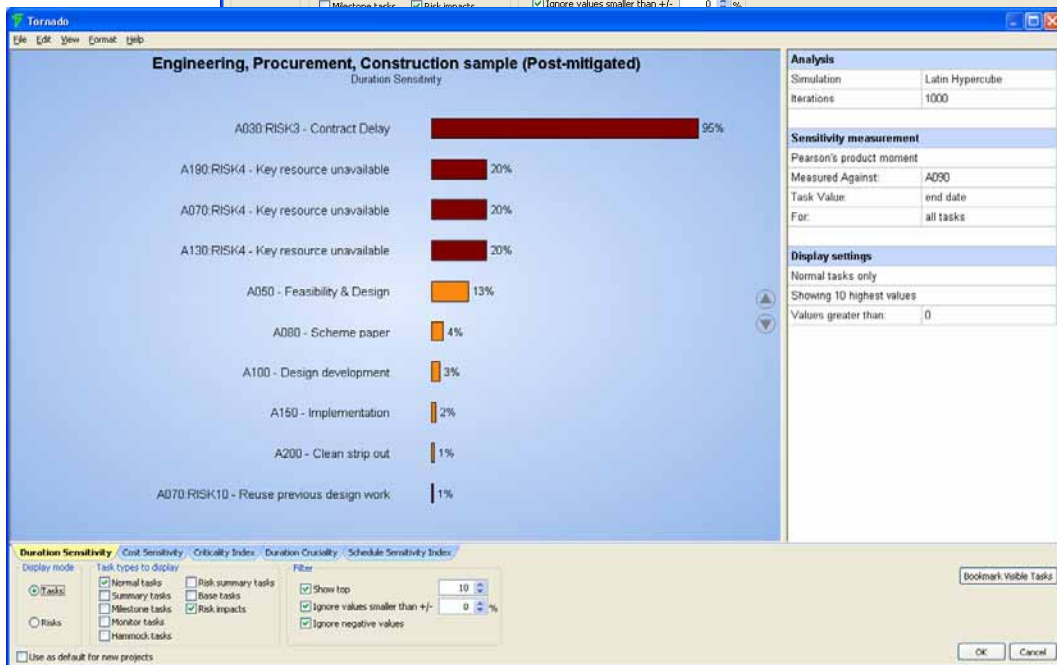 Milestone tasks Risk impacts Ignore values smaller than +/- 0 %
Tornado
File Edit View Format Help
Engineering, Procurement, Construction sample (Post-mitigated)
Duration Sensitivity
A030:RISK3 - Contract Delay 95%
A190:RISK4 - Key resource unavailable 20%
A070:RISK4 - Key resource unavailable 20%
A130:RISK4 - Key resource unavailable 20%
A050 - Feasibility & Design 13%
A080 - Scheme paper 4%
A100 - Design development 3%
A150 - Implementation 2%
A200 - Clean strip out 1%
A070:RISK10 - Reuse previous design work 1%
Analysis
Simulation Latin Hypercube
Iterations 1000
Sensitivity measurement
Pearson's product moment
Measured Against: A090
Task Value: end date
For: all tasks
Display settings
Normal tasks only
Showing 10 highest values
Values greater than: 0
Duration Sensitivity Cost Sensitivity Criticality Index Duration Cruciality Schedule Sensitivity Index
Display mode Task types to display Filter
Tasks Normal tasks Risk summary tasks Show top 10
Summary tasks Base tasks Ignore values smaller than +/- 0 %
Milestone tasks Risk impacts Ignore negative values
Risks Monitor tasks
Hammock tasks
Bookmark Visible Tasks
Use as default for new projects
OK Cancel